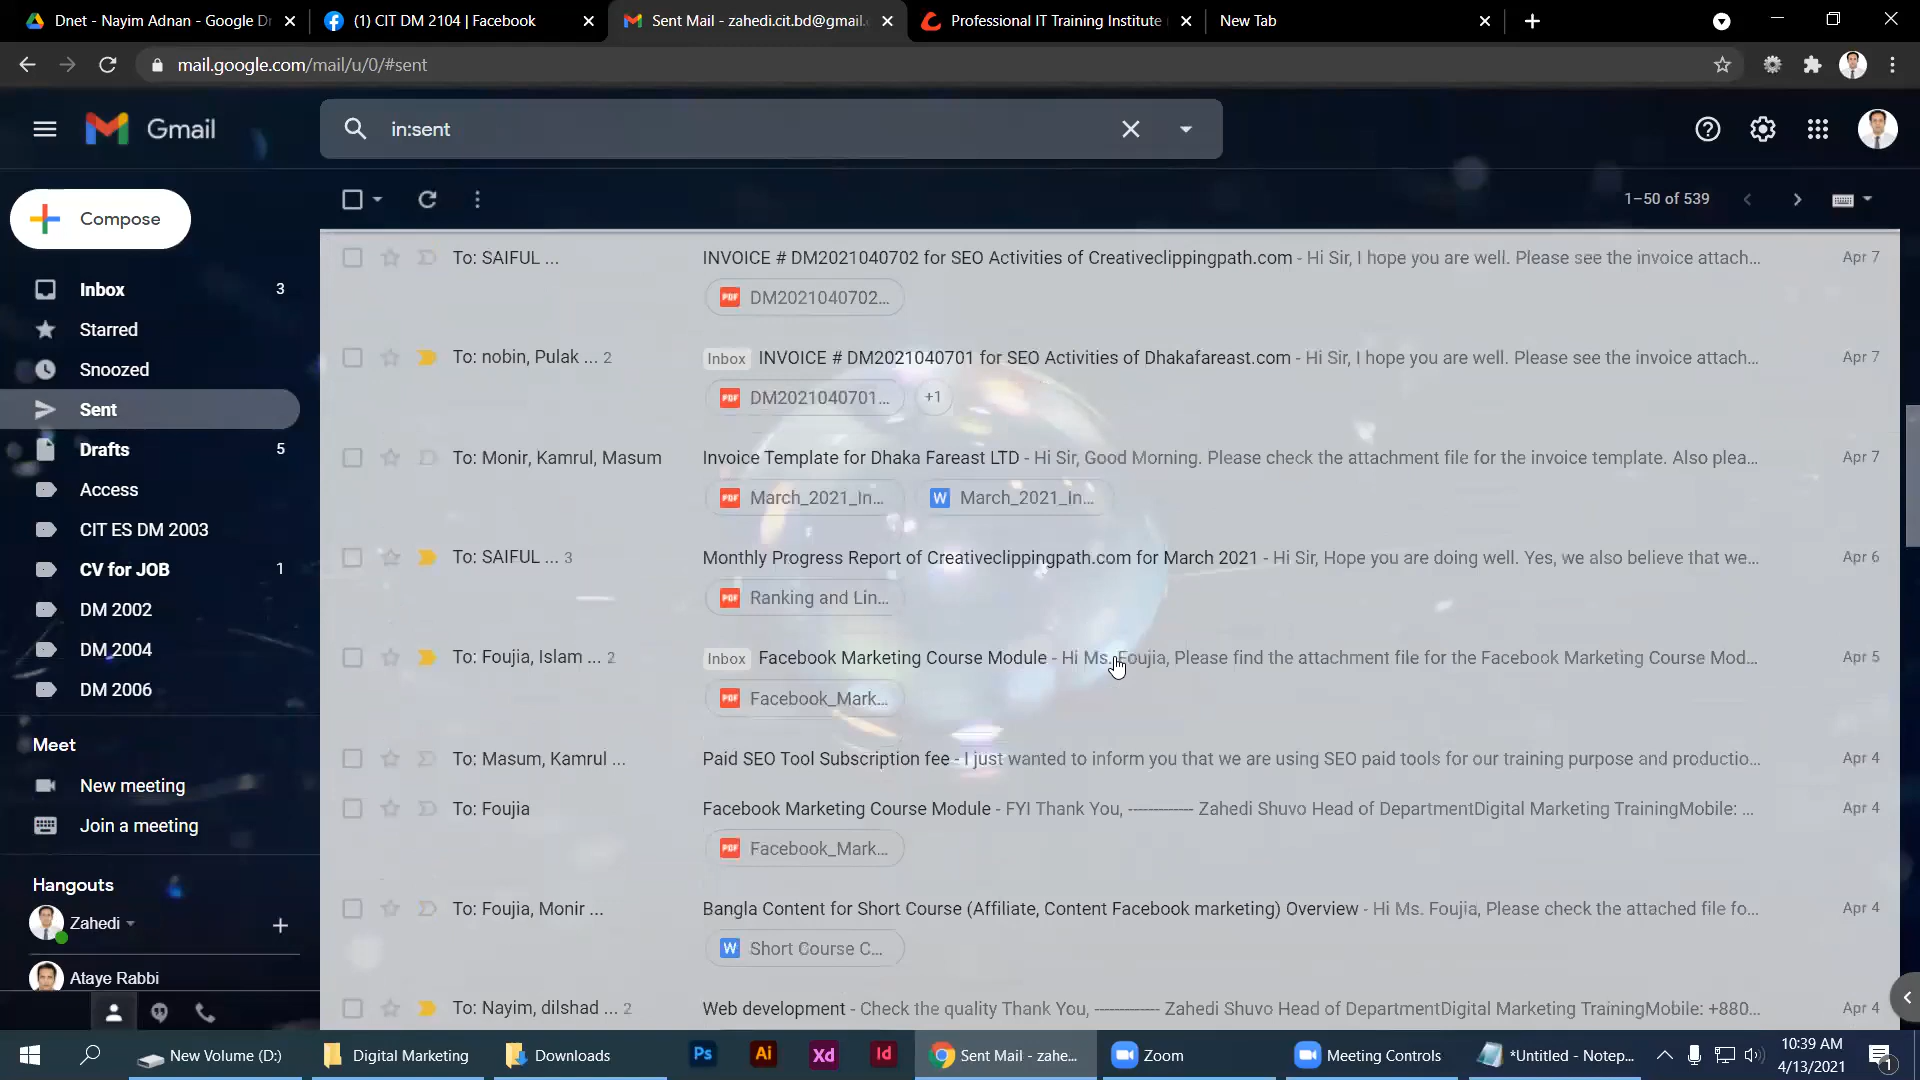 Dnet - Nayim Adnan - Google Dr
(1) CIT DM 2104 | Facebook
Sent Mail - zahedi.cit.bd@gmail.
Professional IT Training Institute
New Tab
mail.google.com/mail/u/0/#sent
Gmail
in:sent
Compose
1–50 of 539
Inbox 3
Starred
Snoozed
Sent
Drafts 5
Access
CIT ES DM 2003
CV for JOB 1
DM 2002
DM 2004
DM 2006
Meet
New meeting
Join a meeting
Hangouts
Zahedi
Ataye Rabbi
To: SAIFUL ... INVOICE # DM2021040702 for SEO Activities of Creativeclippingpath.com - Hi Sir, I hope you are well. Please see the invoice attach... Apr 7
PDF DM2021040702...
To: nobin, Pulak ... 2 Inbox INVOICE # DM2021040701 for SEO Activities of Dhakafareast.com - Hi Sir, I hope you are well. Please see the invoice attach... Apr 7
PDF DM2021040701... +1
To: Monir, Kamrul, Masum Invoice Template for Dhaka Fareast LTD - Hi Sir, Good Morning. Please check the attachment file for the invoice template. Also plea... Apr 7
PDF March_2021_In... W March_2021_In...
To: SAIFUL ... 3 Monthly Progress Report of Creativeclippingpath.com for March 2021 - Hi Sir, Hope you are doing well. Yes, we also believe that we... Apr 6
PDF Ranking and Lin...
To: Foujia, Islam ... 2 Inbox Facebook Marketing Course Module - Hi Ms. Foujia, Please find the attachment file for the Facebook Marketing Course Mod... Apr 5
PDF Facebook_Mark...
To: Masum, Kamrul ... Paid SEO Tool Subscription fee - I just wanted to inform you that we are using SEO paid tools for our training purpose and productio... Apr 4
To: Foujia Facebook Marketing Course Module - FYI Thank You, ------------ Zahedi Shuvo Head of DepartmentDigital Marketing TrainingMobile: ... Apr 4
PDF Facebook_Mark...
To: Foujia, Monir ... Bangla Content for Short Course (Affiliate, Content Facebook marketing) Overview - Hi Ms. Foujia, Please check the attached file fo... Apr 4
W Short Course C...
To: Nayim, dilshad ... 2 Web development - Check the quality Thank You, ------------ Zahedi Shuvo Head of DepartmentDigital Marketing TrainingMobile: +880... Apr 4
New Volume (D:)
Digital Marketing
Downloads
Ps
Ai
Xd
Id
Sent Mail - zahe...
Zoom
Meeting Controls
*Untitled - Notep...
10:39 AM
4/13/2021
1